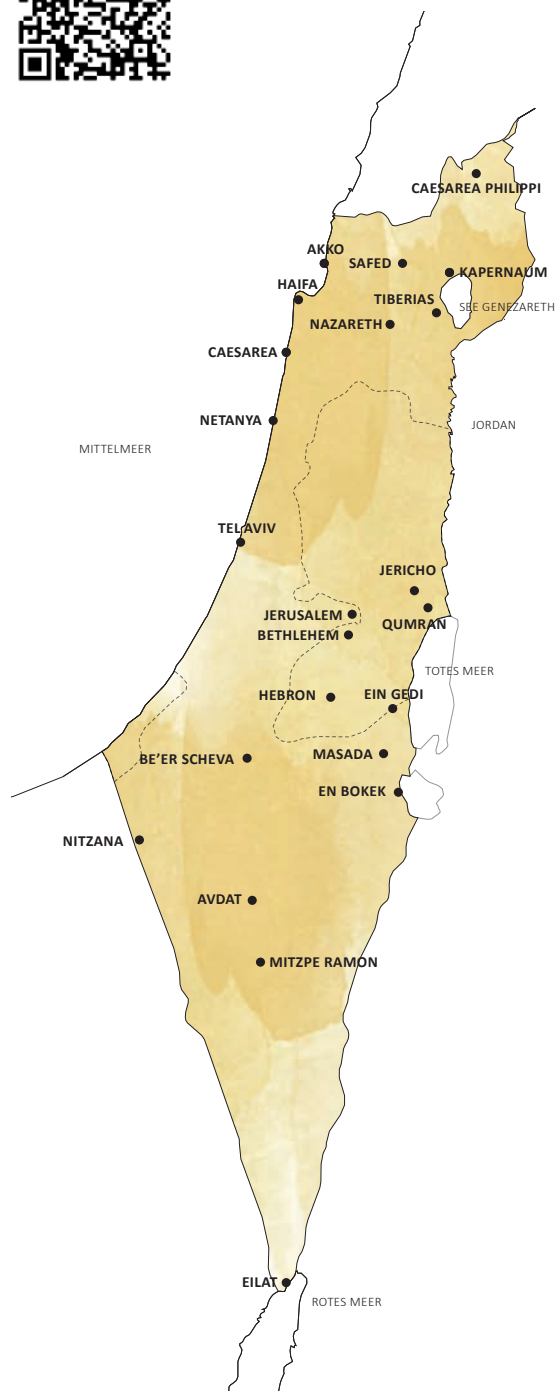 CAESAREA PHILIPPI
AKKO
SAFED
KAPERNAUM
HAIFA
TIBERIAS
SEE GENEZARETH
NAZARETH
CAESAREA
NETANYA
JORDAN
MITTELMEER
TEL AVIV
JERICHO
JERUSALEM
QUMRAN
BETHLEHEM
TOTES MEER
HEBRON
EIN GEDI
MASADA
BE’ER SCHEVA
EN BOKEK
NITZANA
AVDAT
MITZPE RAMON
EILAT
ROTES MEER